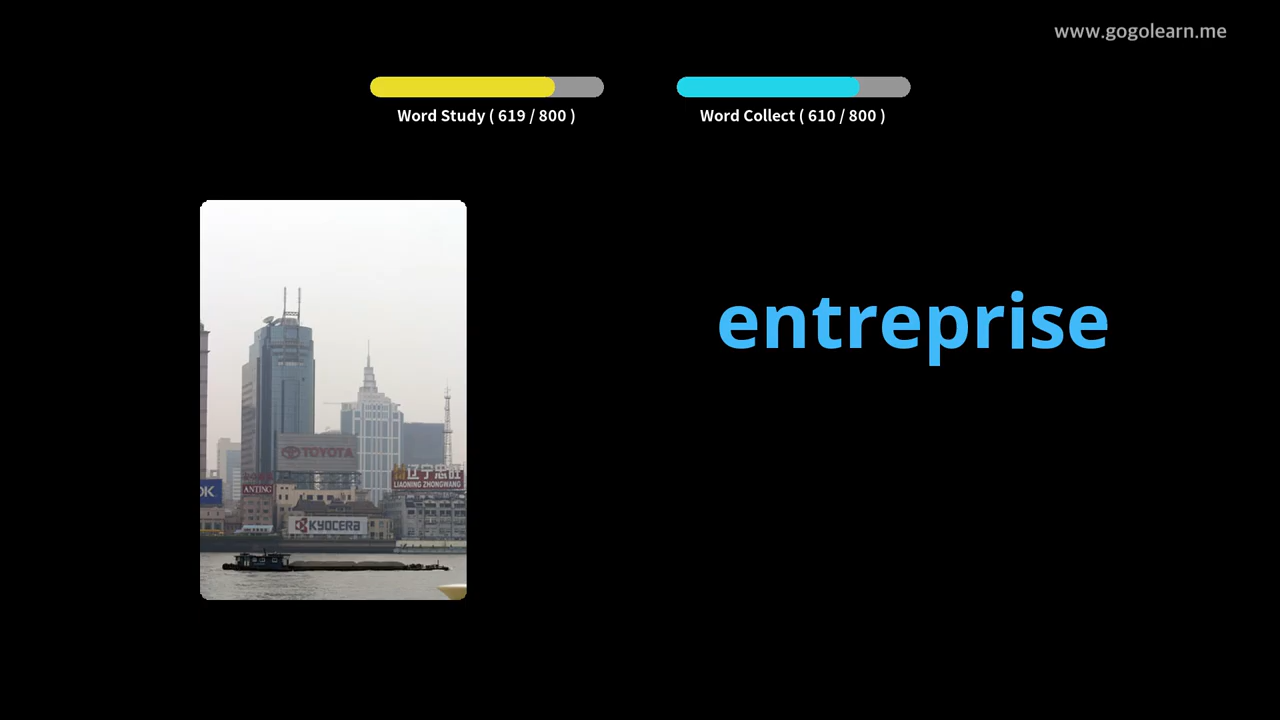 www.gogolearn.me
Word Study ( 619 / 800 )
Word Collect ( 610 / 800 )
entreprise
TOYOTA
辽宁忠旺
LIAONING ZHONGWANG
OK
ANTING
KYOCERA